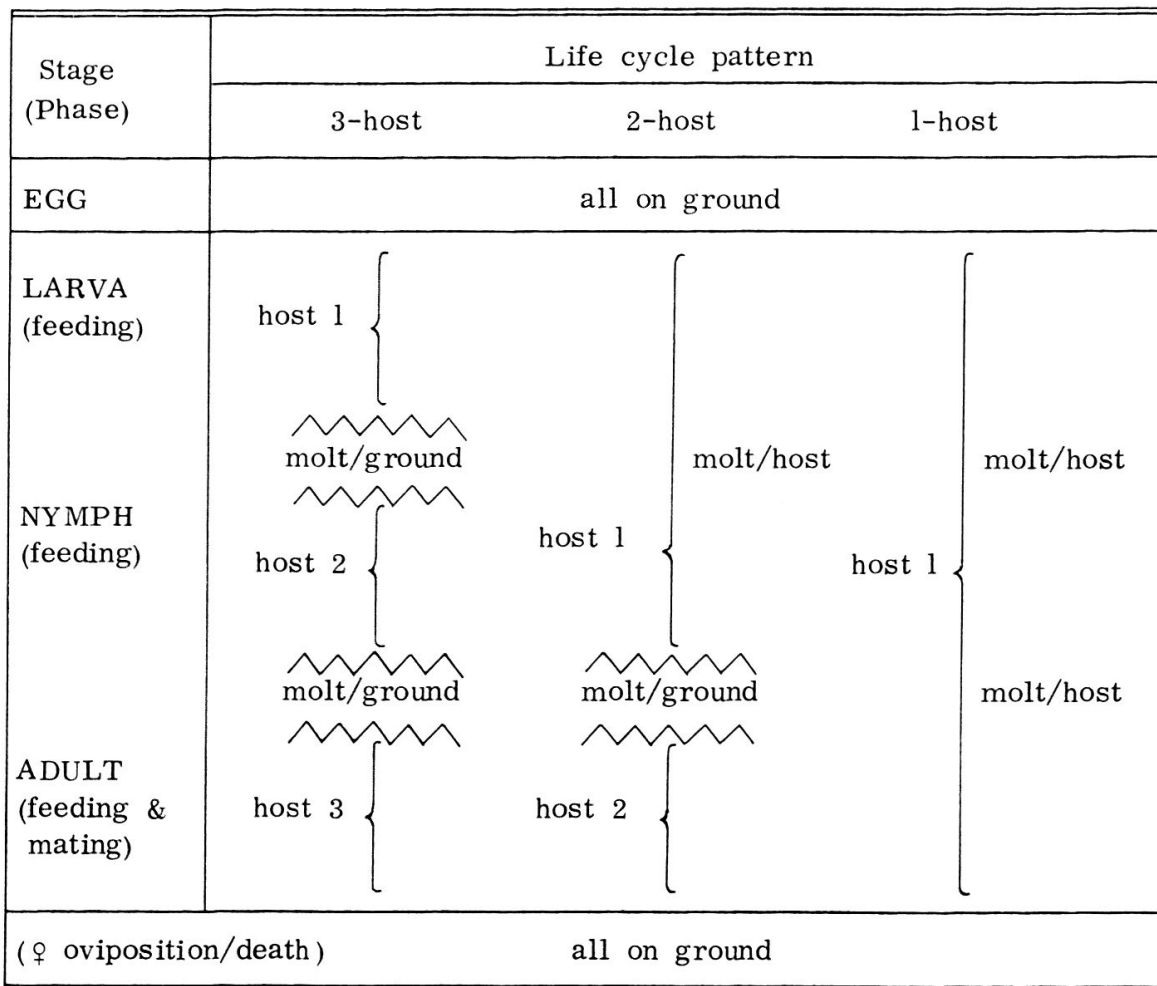 Stage
(Phase)
Life cycle pattern
3-host 2-host 1-host
EGG all on ground
LARVA
(feeding)
host 1
molt/ground molt/host molt/host
NYMPH
(feeding)
host 2 host 1 host 1
molt/ground molt/ground molt/host
ADULT
(feeding &
mating)
host 3 host 2
(♀ oviposition/death) all on ground